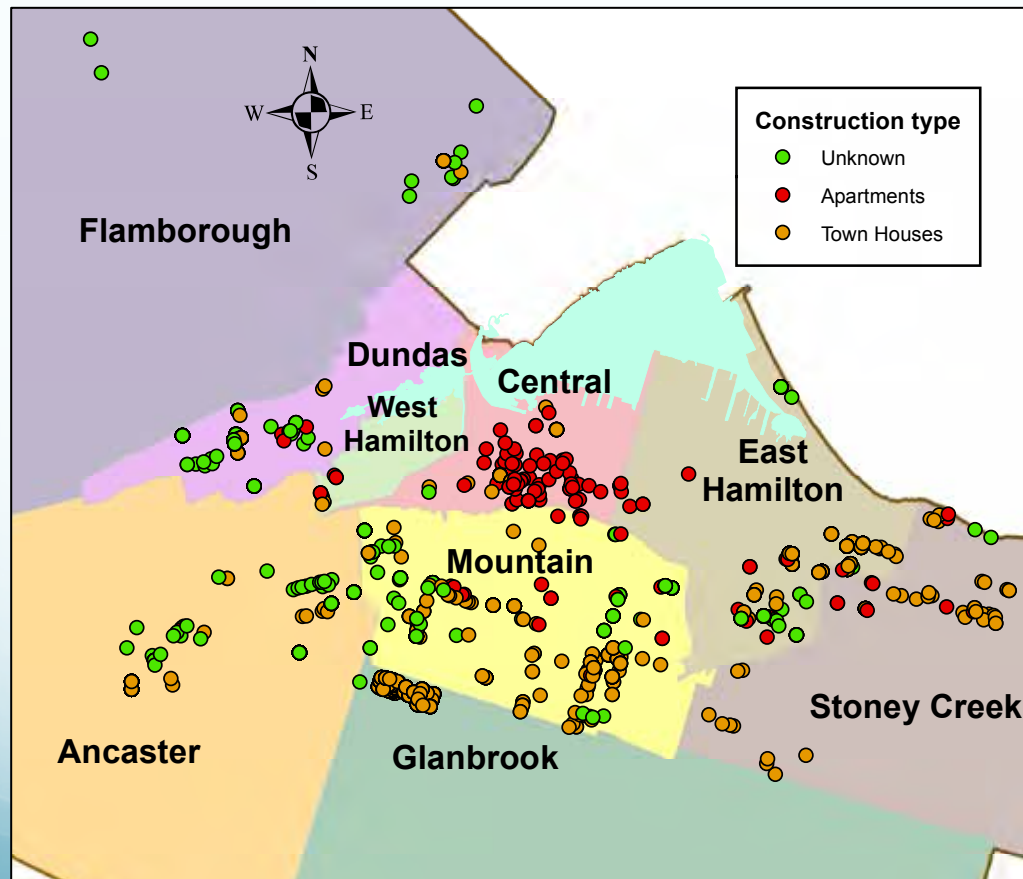 N
W
E
S
Construction type
Unknown
Apartments
Town Houses
Flamborough
Dundas
Central
West
Hamilton
East
Hamilton
Mountain
Stoney Creek
Ancaster
Glanbrook